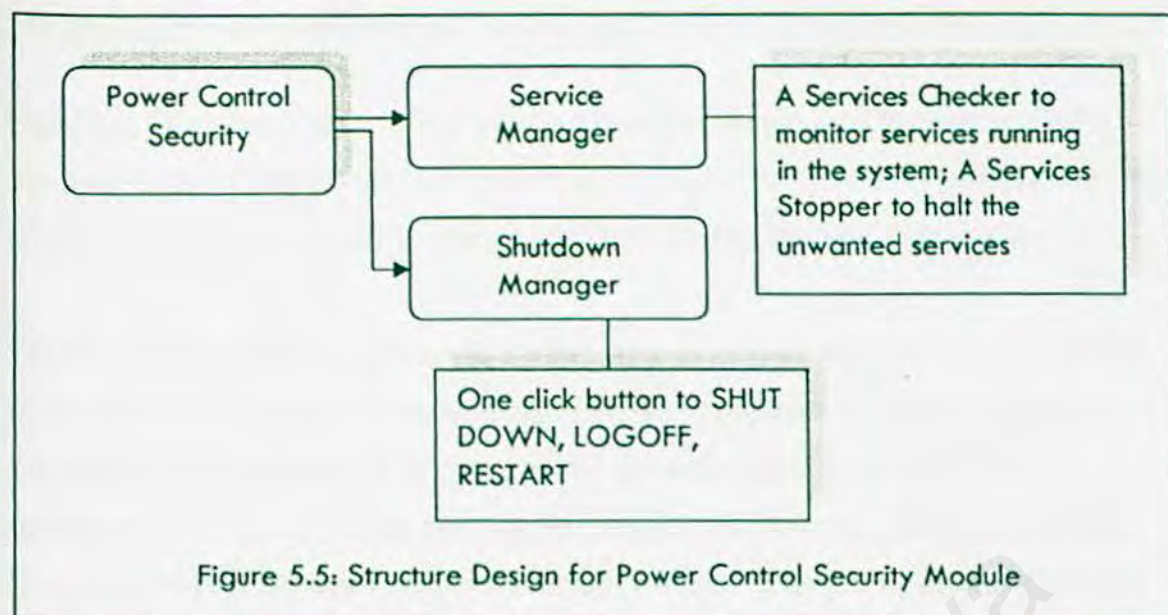 Power Control
Security
Service
Manager
A Services Checker to
monitor services running
in the system; A Services
Stopper to halt the
unwanted services
Shutdown
Manager
One click button to SHUT
DOWN, LOGOFF,
RESTART
Figure 5.5: Structure Design for Power Control Security Module